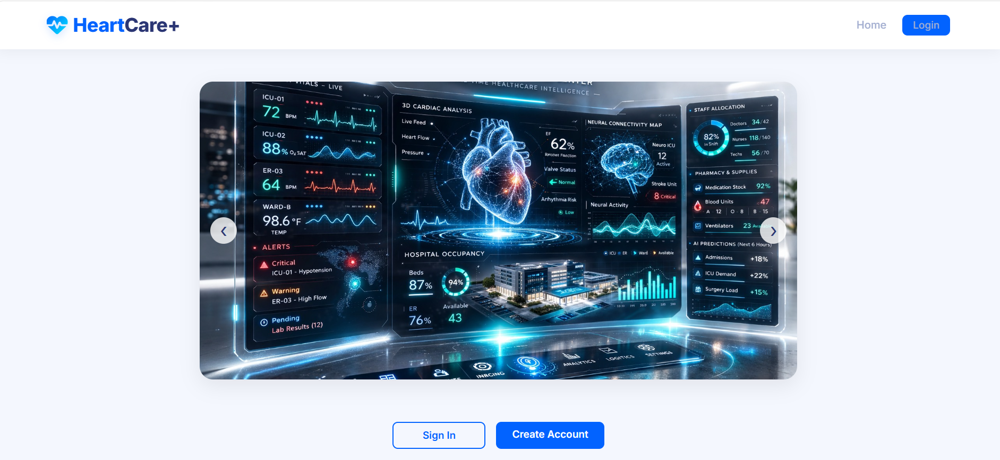 HeartCare+
Home
Login
VITALS – LIVE
TIME HEALTHCARE INTELLIGENCE —
ICU-01
72 BPM
ICU-02
88% O₂ SAT
ER-03
64 BPM
WARD-B
98.6 °F
TEMP
ALERTS
Critical
ICU-01 - Hypotension
Warning
ER-03 - High Flow
Pending
Lab Results (12)
3D CARDIAC ANALYSIS
Live Feed
Heart Flow
Pressure
EF
62%
Fraction
Valve Status
Normal
Arrhythmia Risk
Low
NEURAL CONNECTIVITY MAP
Neuro ICU
12
Active
Stroke Unit
8 Critical
Neural Activity
HOSPITAL OCCUPANCY
Beds
87%
94%
ER
76%
Available
43
ICU ER Ward Available
STAFF ALLOCATION
82%
In Shift
Doctors 34/42
Nurses 118/140
Techs 56/70
PHARMACY & SUPPLIES
Medication Stock 92%
Blood Units 47
A 12 O 8 B 15
Ventilators 23
AI PREDICTIONS (Next 6 Hours)
Admissions +18%
ICU Demand +22%
Surgery Load +15%
INRCING
ANALYTICS
LOGITICS
SETTINGS
‹
›
Sign In
Create Account